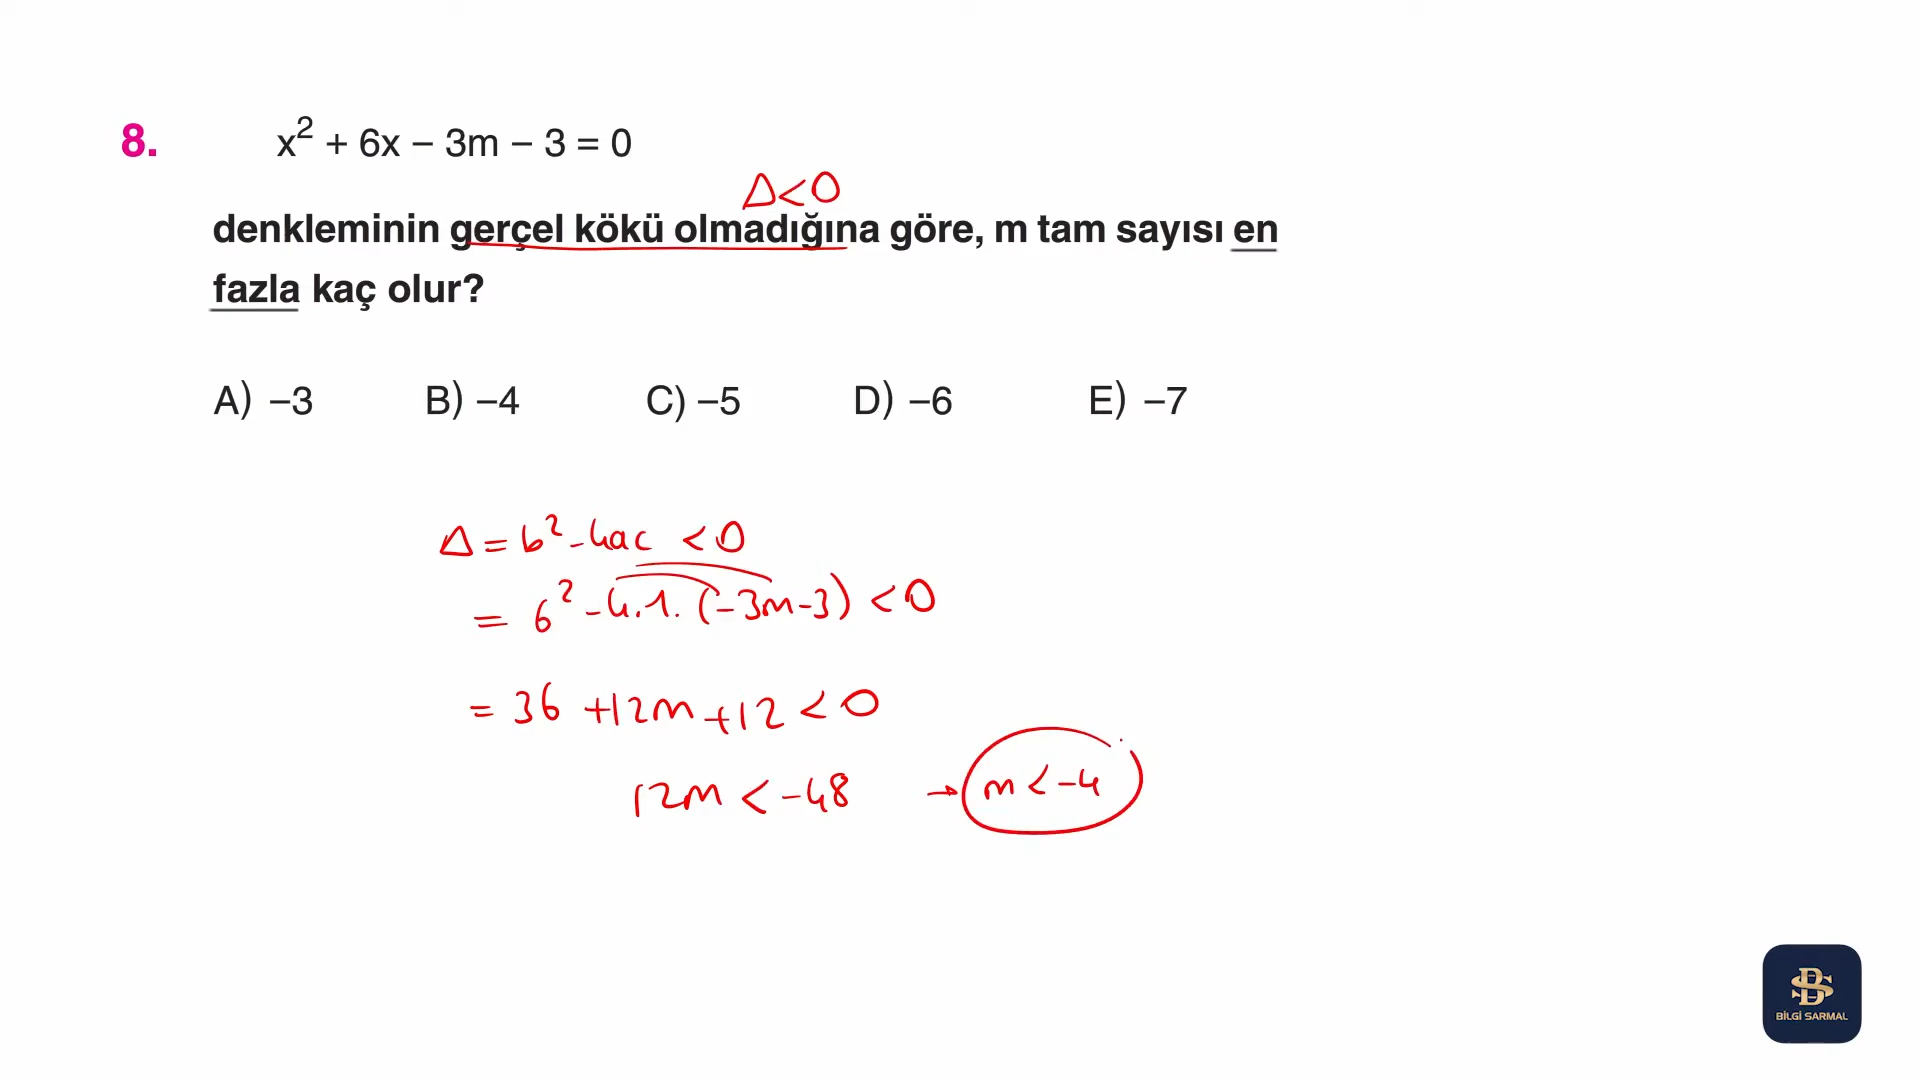 8. x² + 6x – 3m – 3 = 0
Δ<0
denkleminin gerçel kökü olmadığına göre, m tam sayısı en
fazla kaç olur?
A) –3 B) –4 C) –5 D) –6 E) –7
Δ = b² - 4ac < 0
= 6² - 4.1. (-3m-3) < 0
= 36 +12m +12 < 0
12m < -48 → m < -4
BS
BİLGİ SARMAL